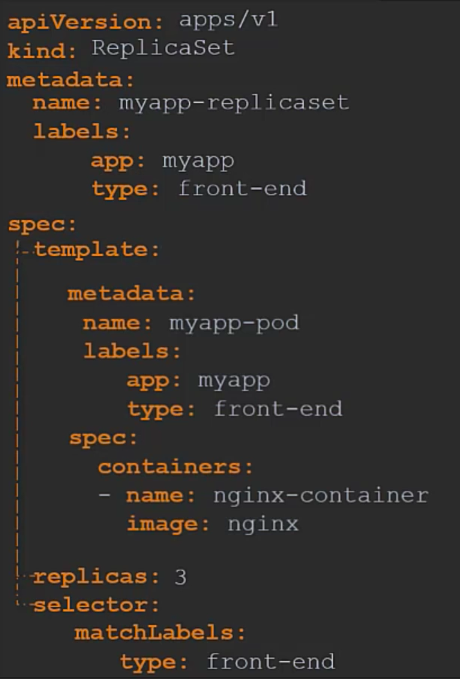 apiVersion: apps/v1
kind: ReplicaSet
metadata:
  name: myapp-replicaset
  labels:
      app: myapp
      type: front-end
spec:
  template:
    metadata:
     name: myapp-pod
     labels:
        app: myapp
        type: front-end
    spec:
      containers:
      - name: nginx-container
        image: nginx
  replicas: 3
  selector:
     matchLabels:
        type: front-end